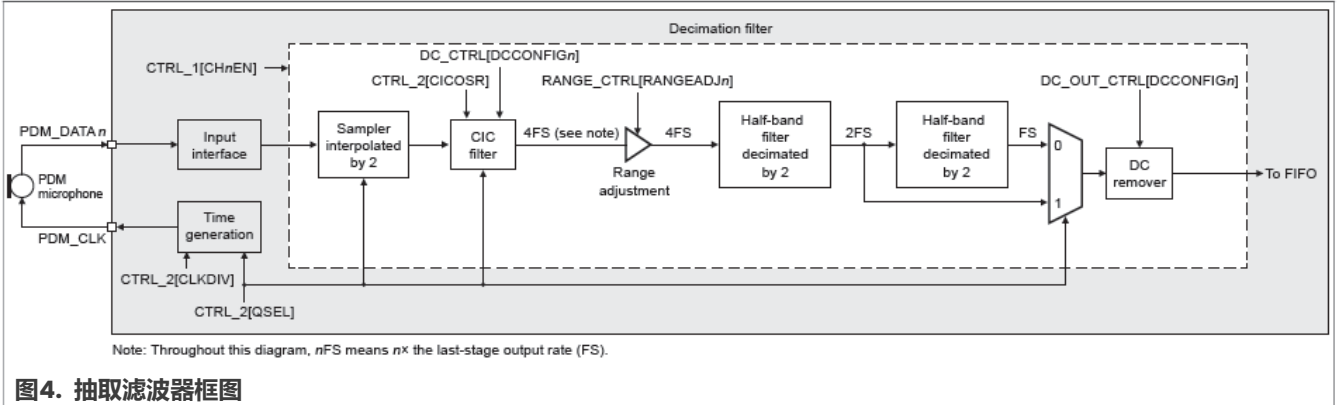 Decimation filter
DC_CTRL[DCCONFIGn]
CTRL_1[CHnEN]
CTRL_2[CICOSR]
RANGE_CTRL[RANGEADJn]
DC_OUT_CTRL[DCCONFIGn]
PDM_DATAn
Input
interface
Sampler
interpolated
by 2
CIC
filter
4FS (see note)
Range
adjustment
4FS
Half-band
filter
decimated
by 2
2FS
Half-band
filter
decimated
by 2
FS
0
1
DC
remover
To FIFO
PDM
microphone
PDM_CLK
Time
generation
CTRL_2[CLKDIV]
CTRL_2[QSEL]
Note: Throughout this diagram, nFS means n× the last-stage output rate (FS).
图4. 抽取滤波器框图